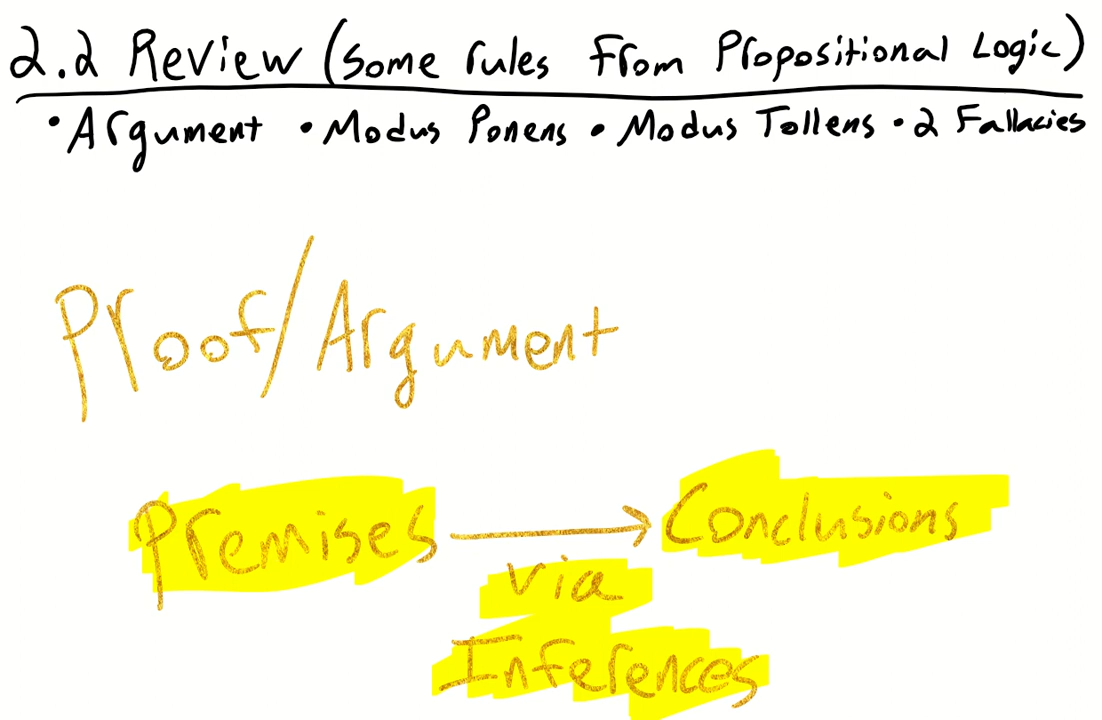 2.2 Review (some rules from Propositional Logic)
• Argument • Modus Ponens • Modus Tollens • 2 Fallacies
Proof/Argument
Premises → Conclusions
via
Inferences